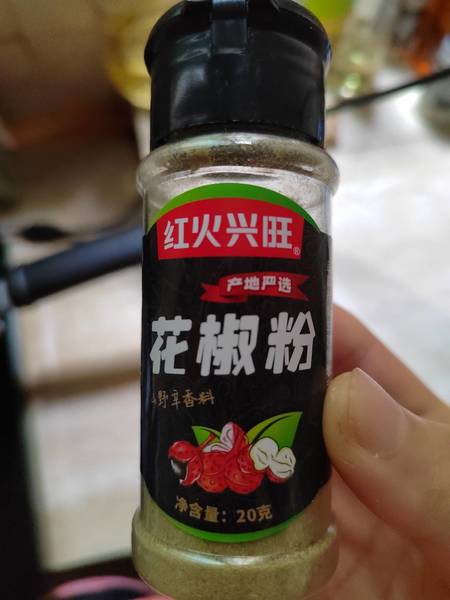 红火兴旺®
产地严选
花椒粉
野辛香料
净含量：20克